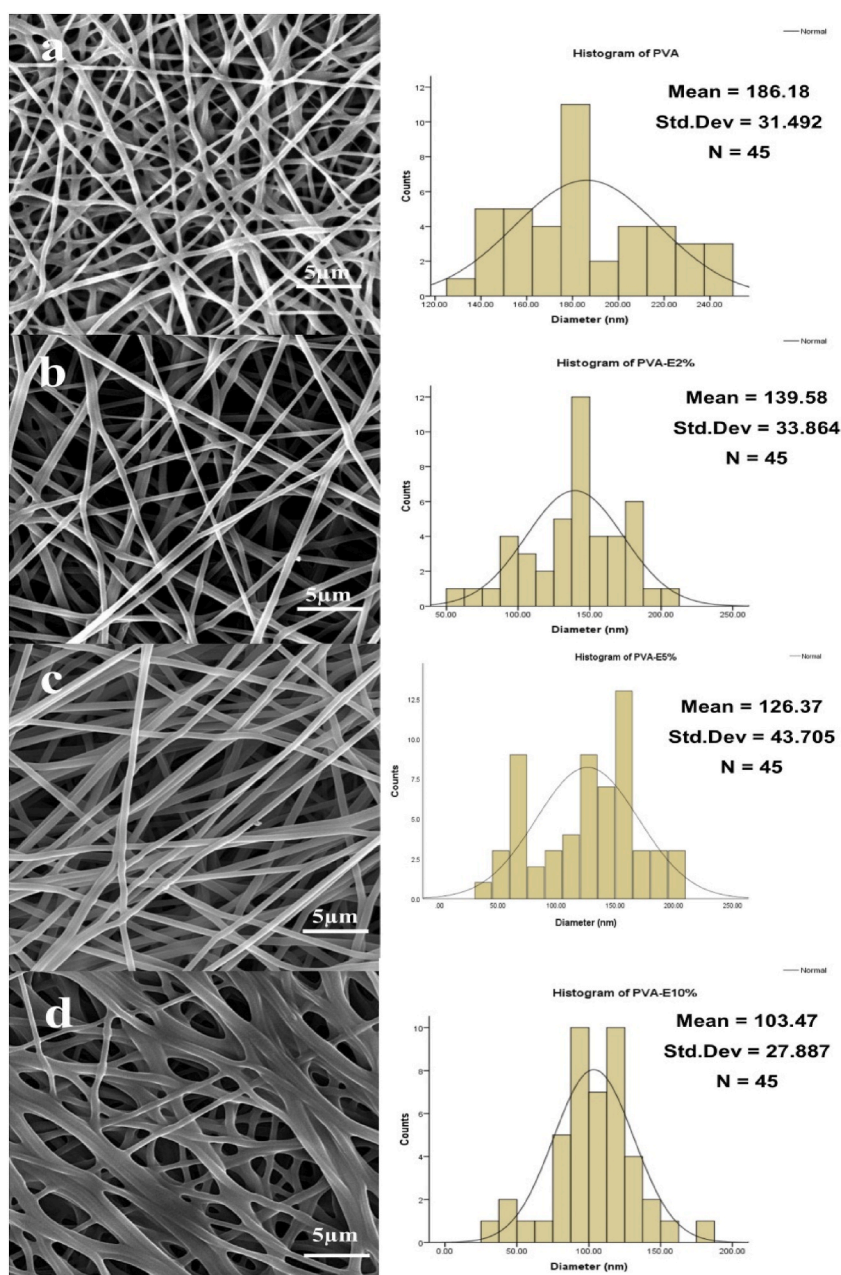 a
5μm
Normal
Histogram of PVA
Mean = 186.18
Std.Dev = 31.492
N = 45
Counts
12
10
8
6
4
2
0
120.00 140.00 160.00 180.00 200.00 220.00 240.00
Diameter (nm)
b
5μm
Normal
Histogram of PVA-E2%
Mean = 139.58
Std.Dev = 33.864
N = 45
Counts
12
10
8
6
4
2
0
50.00 100.00 150.00 200.00 250.00
Diameter (nm)
c
5μm
Histogram of PVA-E5%
Normal
Mean = 126.37
Std.Dev = 43.705
N = 45
Counts
12.5
10.0
7.5
5.0
2.5
0.0
.00 50.00 100.00 150.00 200.00 250.00
Diameter (nm)
d
5μm
Normal
Histogram of PVA-E10%
Mean = 103.47
Std.Dev = 27.887
N = 45
Counts
10
8
6
4
2
0
0.00 50.00 100.00 150.00 200.00
Diameter (nm)